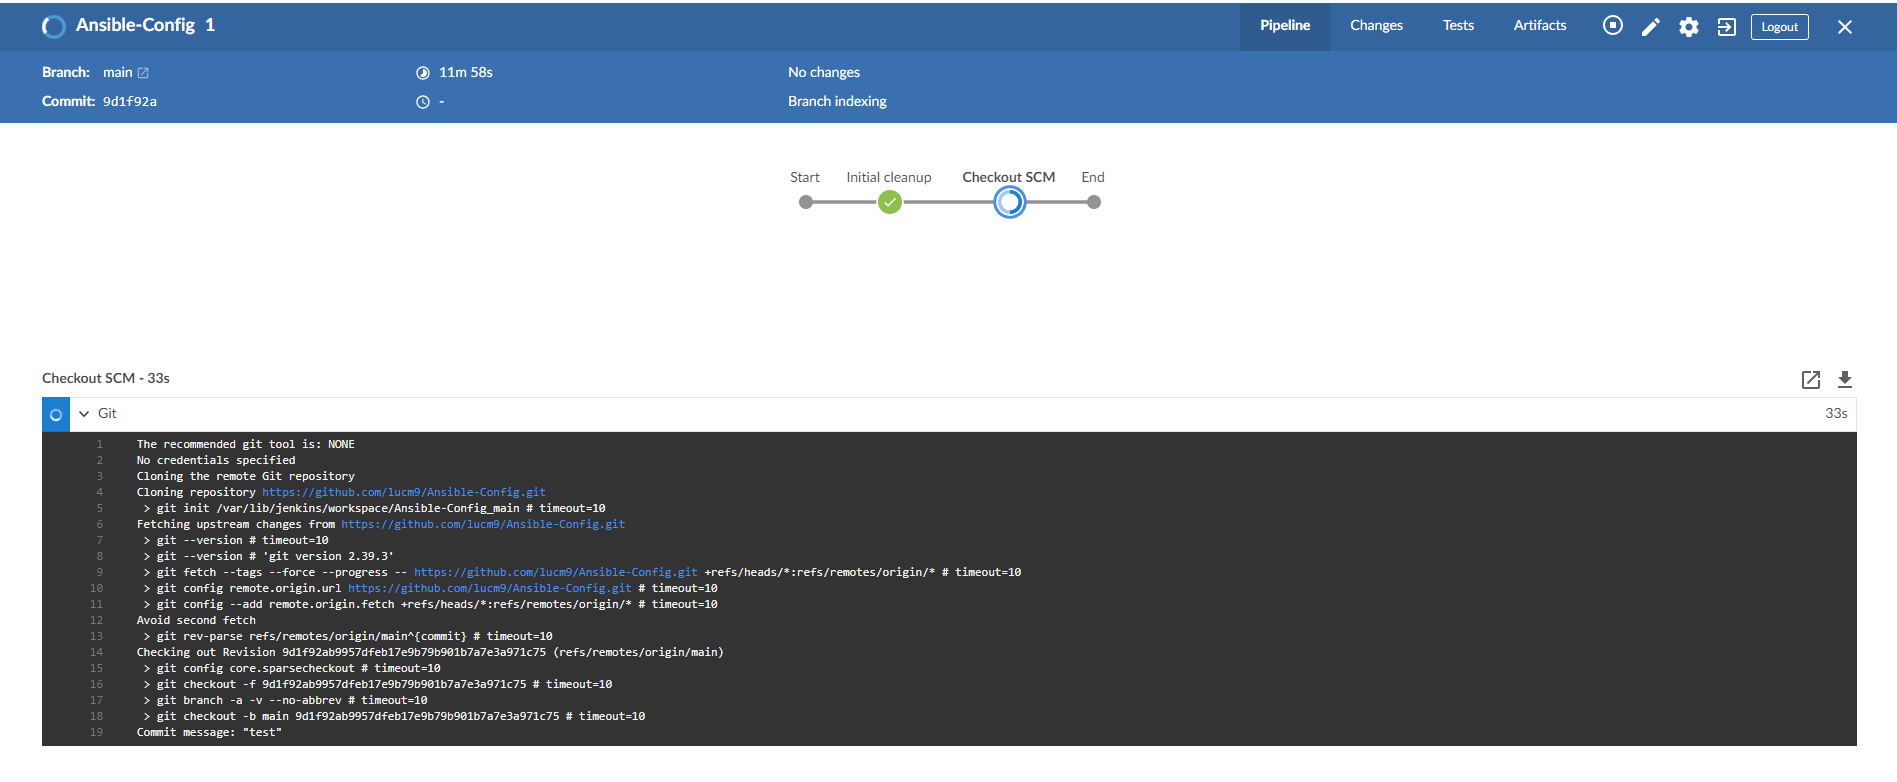 Ansible-Config 1
Pipeline Changes Tests Artifacts Logout
Branch: main 11m 58s No changes
Commit: 9d1f92a - Branch indexing
Start Initial cleanup Checkout SCM End
Checkout SCM - 33s
Git 33s
1 The recommended git tool is: NONE
2 No credentials specified
3 Cloning the remote Git repository
4 Cloning repository https://github.com/lucm9/Ansible-Config.git
5 > git init /var/lib/jenkins/workspace/Ansible-Config_main # timeout=10
6 Fetching upstream changes from https://github.com/lucm9/Ansible-Config.git
7 > git --version # timeout=10
8 > git --version # 'git version 2.39.3'
9 > git fetch --tags --force --progress -- https://github.com/lucm9/Ansible-Config.git +refs/heads/*:refs/remotes/origin/* # timeout=10
10 > git config remote.origin.url https://github.com/lucm9/Ansible-Config.git # timeout=10
11 > git config --add remote.origin.fetch +refs/heads/*:refs/remotes/origin/* # timeout=10
12 Avoid second fetch
13 > git rev-parse refs/remotes/origin/main^{commit} # timeout=10
14 Checking out Revision 9d1f92ab9957dfeb17e9b79b901b7a7e3a971c75 (refs/remotes/origin/main)
15 > git config core.sparsecheckout # timeout=10
16 > git checkout -f 9d1f92ab9957dfeb17e9b79b901b7a7e3a971c75 # timeout=10
17 > git branch -a -v --no-abbrev # timeout=10
18 > git checkout -b main 9d1f92ab9957dfeb17e9b79b901b7a7e3a971c75 # timeout=10
19 Commit message: "test"